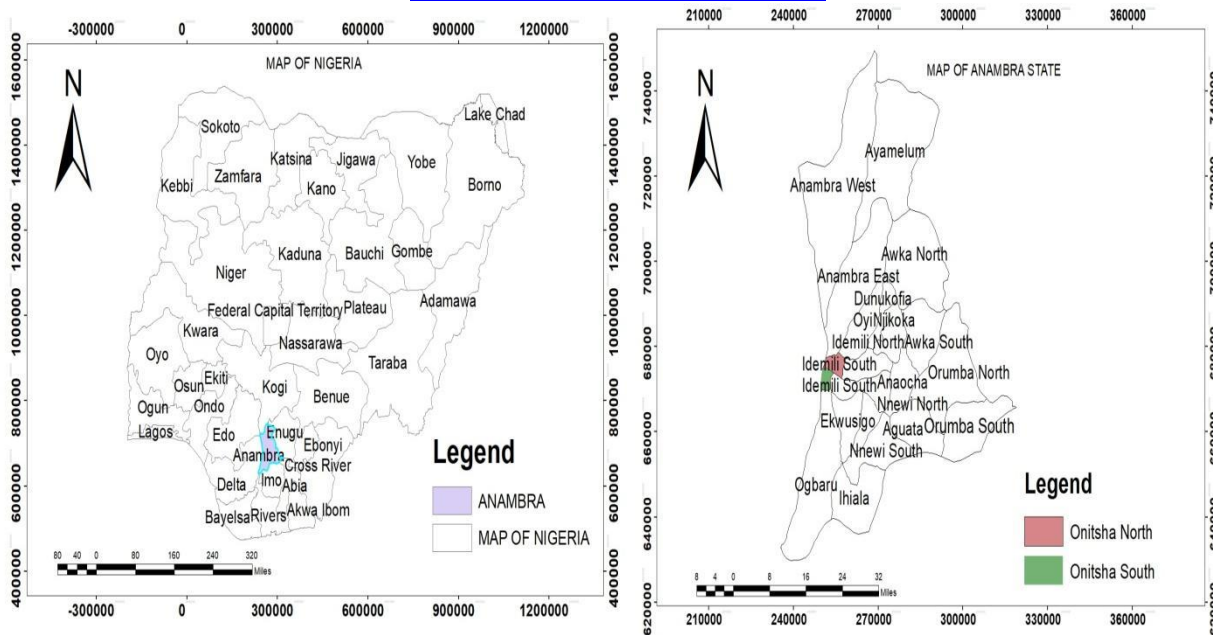 -300000 0 300000 600000 900000 1200000
MAP OF NIGERIA
N
1600000
1400000
1200000
1000000
800000
600000
400000
Lake Chad
Sokoto
Katsina
Jigawa
Yobe
Zamfara
Kebbi
Kano
Borno
Kaduna
Bauchi
Gombe
Niger
Adamawa
Federal Capital Territory
Plateau
Kwara
Nassarawa
Oyo
Taraba
Ekiti
Osun
Kogi
Benue
Ogun
Ondo
Lagos
Edo
Enugu
Ebonyi
Anambra
Cross River
Delta
Imo
Abia
Bayelsa
Rivers
Akwa Ibom
Legend
ANAMBRA
MAP OF NIGERIA
80 40 0 80 160 240 320
Miles
-300000 0 300000 600000 900000 1200000
1600000
1400000
1200000
1000000
800000
600000
400000
210000 240000 270000 300000 330000 360000
MAP OF ANAMBRA STATE
N
740000
720000
700000
680000
660000
640000
620000
Ayamelum
Anambra West
Awka North
Anambra East
Dunukofia
Oyi
Njikoka
Idemili North
Awka South
Idemili South
Orumba North
Idemili South
Anaocha
Nnewi North
Ekwusigo
Aguata
Orumba South
Nnewi South
Ogbaru
Ihiala
Legend
Onitsha North
Onitsha South
8 4 0 8 16 24 32
Miles
210000 240000 270000 300000 330000 360000